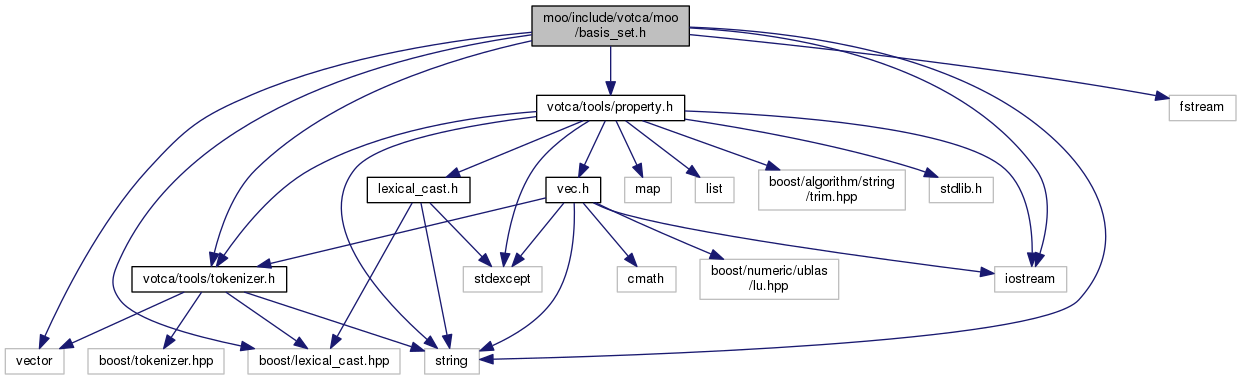 moo/include/votca/moo
/basis_set.h
votca/tools/property.h
fstream
lexical_cast.h
vec.h
map
list
boost/algorithm/string
/trim.hpp
stdlib.h
votca/tools/tokenizer.h
stdexcept
cmath
boost/numeric/ublas
/lu.hpp
iostream
vector
boost/tokenizer.hpp
boost/lexical_cast.hpp
string